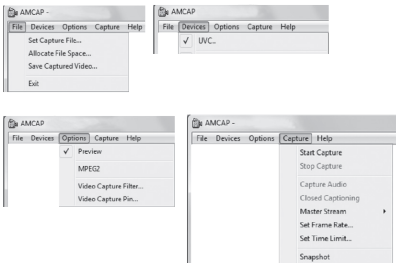 AMCAP -
File Devices Options Capture Help
Set Capture File...
Allocate File Space...
Save Captured Video...
Exit
AMCAP
File Devices Options Capture Help
✓ UVC..
AMCAP
File Devices Options Capture Help
✓ Preview
MPEG2
Video Capture Filter...
Video Capture Pin...
AMCAP -
File Devices Options Capture Help
Start Capture
Stop Capture
Capture Audio
Closed Captioning
Master Stream
Set Frame Rate...
Set Time Limit...
Snapshot